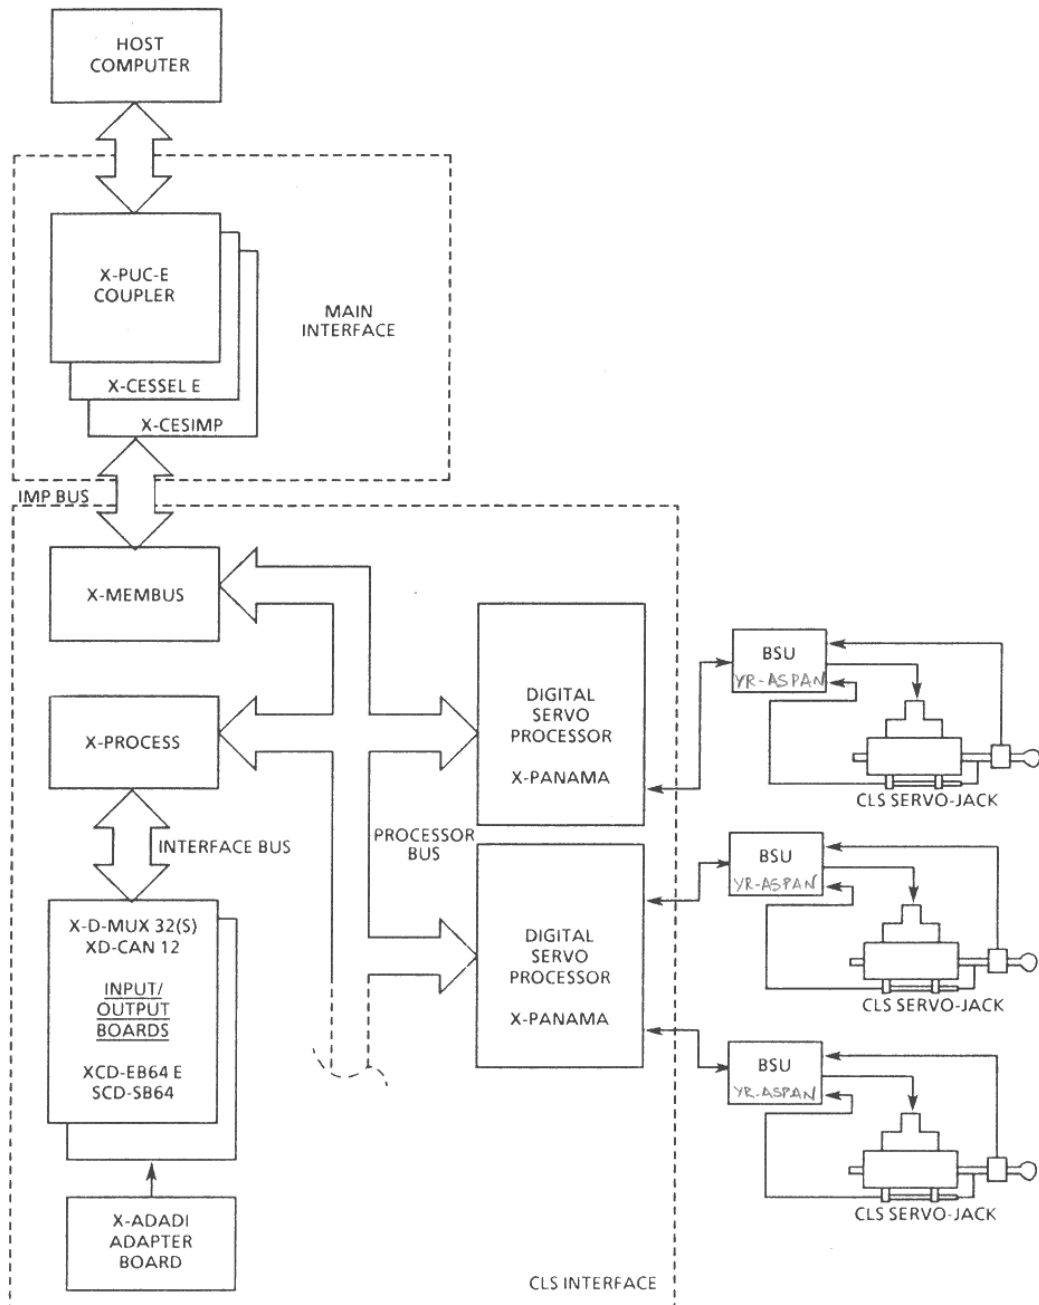 HOST
COMPUTER
X-PUC-E
COUPLER
MAIN
INTERFACE
X-CESSEL E
X-CESIMP
IMP BUS
X-MEMBUS
X-PROCESS
DIGITAL
SERVO
PROCESSOR
X-PANAMA
BSU
YR-ASPAN
CLS SERVO-JACK
INTERFACE BUS
PROCESSOR
BUS
X-D-MUX 32(S)
XD-CAN 12
INPUT/
OUTPUT
BOARDS
XCD-EB64 E
SCD-SB64
DIGITAL
SERVO
PROCESSOR
X-PANAMA
BSU
YR-ASPAN
CLS SERVO-JACK
BSU
YR-ASPAN
CLS SERVO-JACK
X-ADADI
ADAPTER
BOARD
CLS INTERFACE